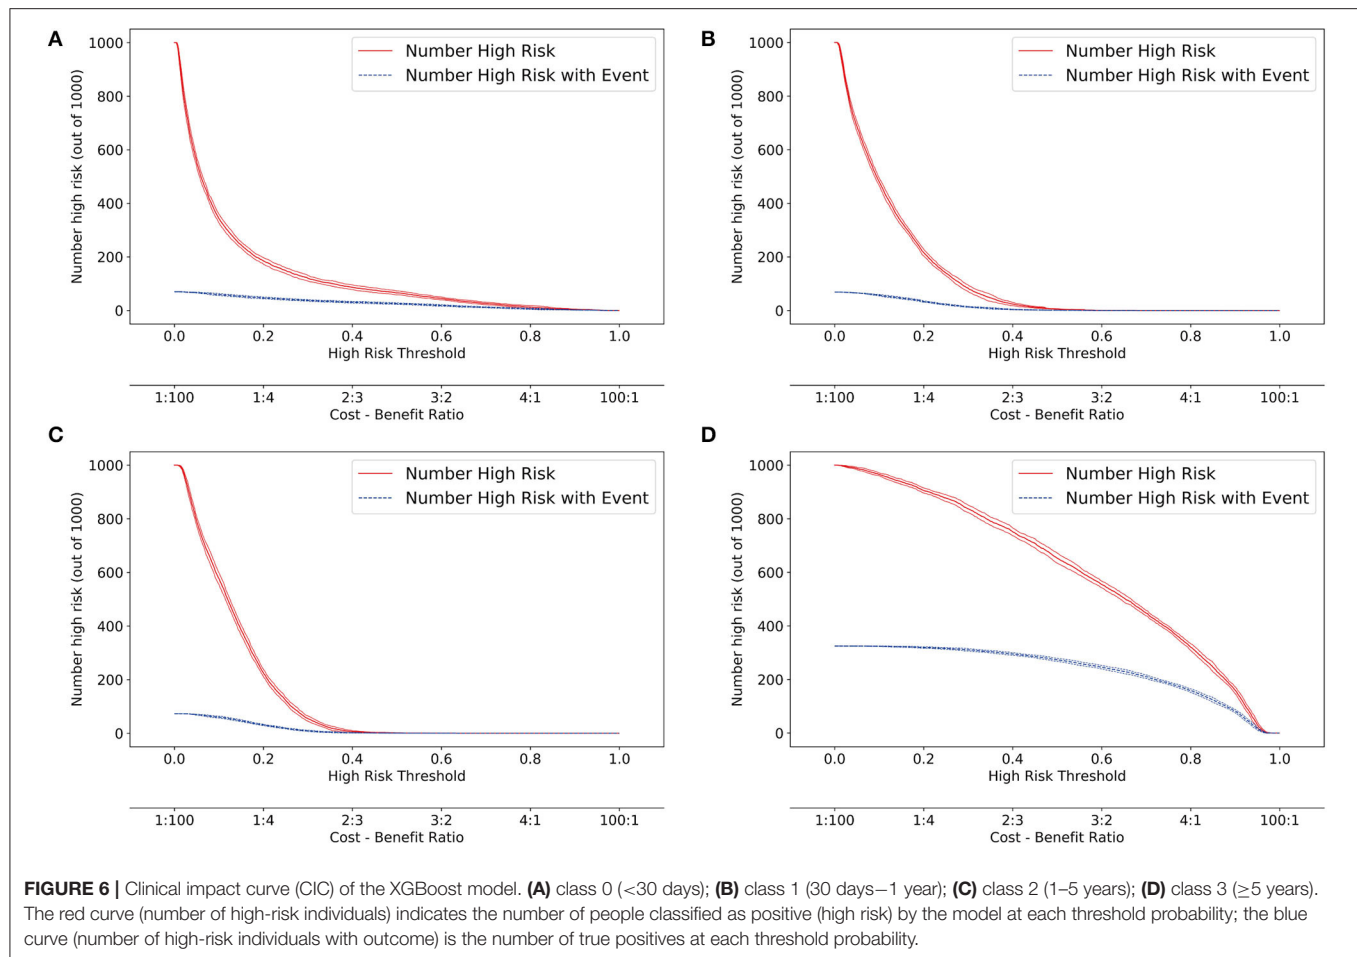 A
Number High Risk
Number High Risk with Event
Number high risk (out of 1000)
1000
800
600
400
200
0
0.0 0.2 0.4 0.6 0.8 1.0
High Risk Threshold
1:100 1:4 2:3 3:2 4:1 100:1
Cost - Benefit Ratio
B
Number High Risk
Number High Risk with Event
Number high risk (out of 1000)
1000
800
600
400
200
0
0.0 0.2 0.4 0.6 0.8 1.0
High Risk Threshold
1:100 1:4 2:3 3:2 4:1 100:1
Cost - Benefit Ratio
C
Number High Risk
Number High Risk with Event
Number high risk (out of 1000)
1000
800
600
400
200
0
0.0 0.2 0.4 0.6 0.8 1.0
High Risk Threshold
1:100 1:4 2:3 3:2 4:1 100:1
Cost - Benefit Ratio
D
Number High Risk
Number High Risk with Event
Number high risk (out of 1000)
1000
800
600
400
200
0
0.0 0.2 0.4 0.6 0.8 1.0
High Risk Threshold
1:100 1:4 2:3 3:2 4:1 100:1
Cost - Benefit Ratio
FIGURE 6 | Clinical impact curve (CIC) of the XGBoost model. (A) class 0 (<30 days); (B) class 1 (30 days−1 year); (C) class 2 (1–5 years); (D) class 3 (≥5 years).
The red curve (number of high-risk individuals) indicates the number of people classified as positive (high risk) by the model at each threshold probability; the blue
curve (number of high-risk individuals with outcome) is the number of true positives at each threshold probability.